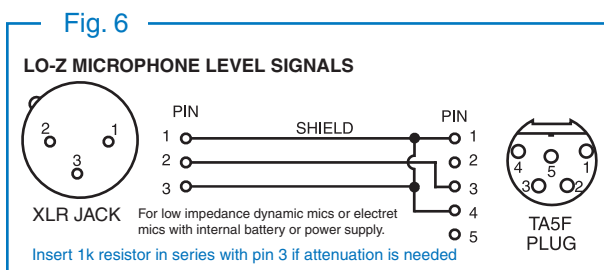 Fig. 6
LO-Z MICROPHONE LEVEL SIGNALS
PIN
PIN
2
1
3
1
SHIELD
1
2
2
3
3
4
5
4
5
1
3
2
XLR JACK
For low impedance dynamic mics or electret
mics with internal battery or power supply.
TA5F
PLUG
Insert 1k resistor in series with pin 3 if attenuation is needed